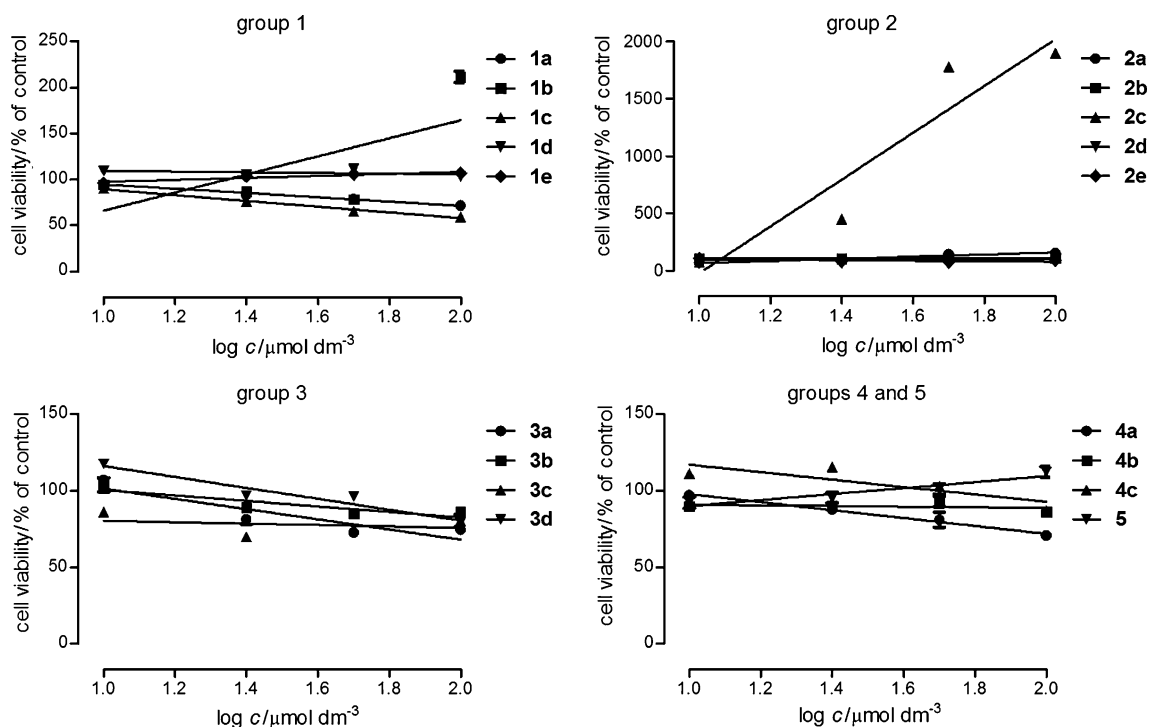 group 1
cell viability/% of control
250
200
150
100
50
0
1.0 1.2 1.4 1.6 1.8 2.0
log c/μmol dm-3
1a
1b
1c
1d
1e
group 2
cell viability/% of control
2000
1500
1000
500
0
1.0 1.2 1.4 1.6 1.8 2.0
log c/μmol dm-3
2a
2b
2c
2d
2e
group 3
cell viability/% of control
150
100
50
0
1.0 1.2 1.4 1.6 1.8 2.0
log c/μmol dm-3
3a
3b
3c
3d
groups 4 and 5
cell viability/% of control
150
100
50
0
1.0 1.2 1.4 1.6 1.8 2.0
log c/μmol dm-3
4a
4b
4c
5